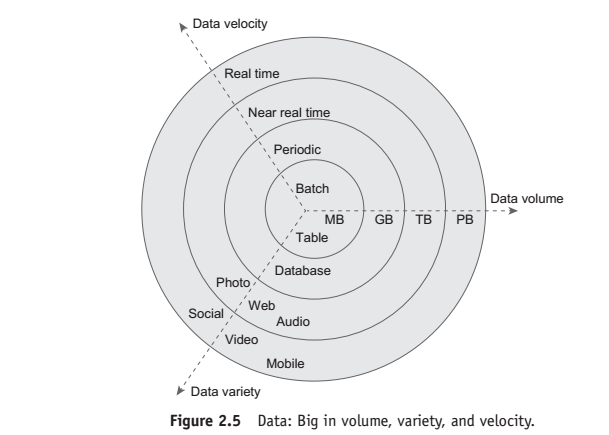 Data velocity
Real time
Near real time
Periodic
Batch
Data volume
MB GB TB PB
Table
Database
Photo
Web
Social
Audio
Video
Mobile
Data variety
Figure 2.5 Data: Big in volume, variety, and velocity.